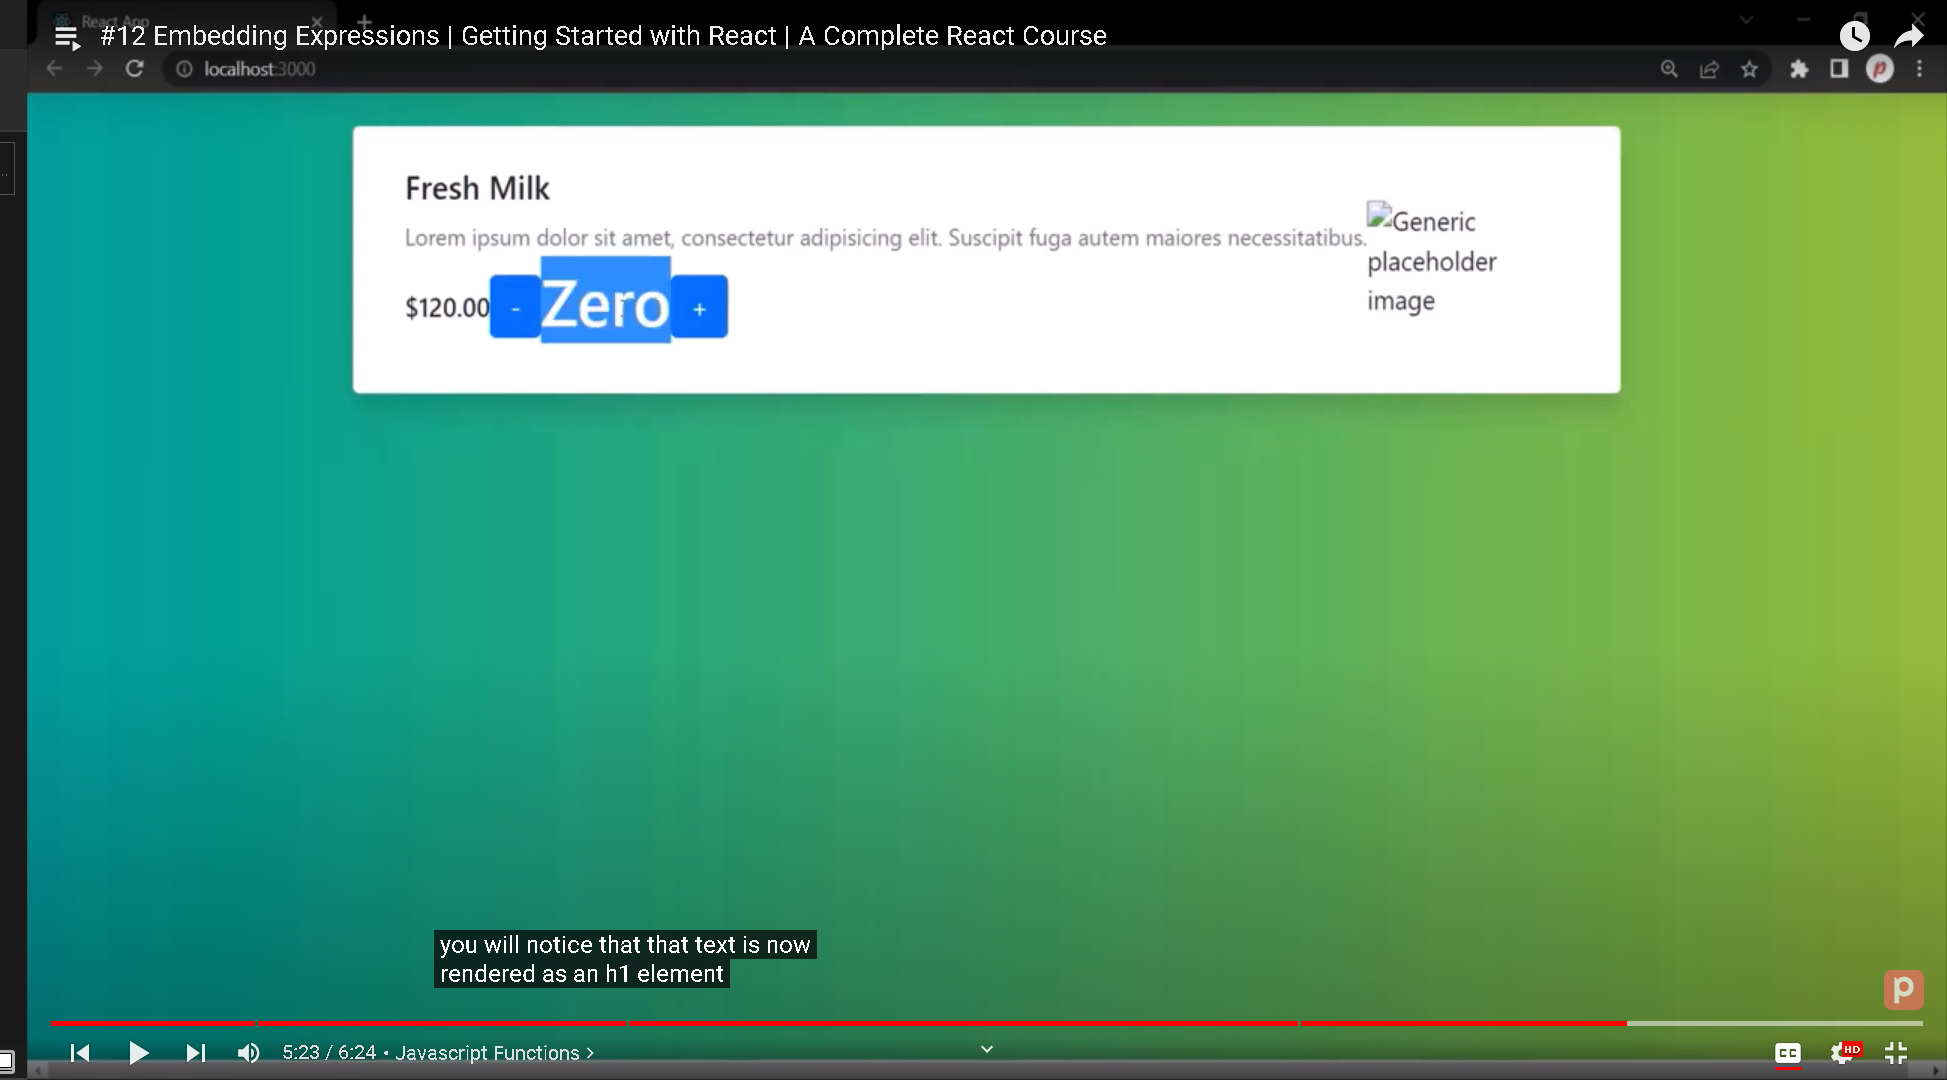 React App
#12 Embedding Expressions | Getting Started with React | A Complete React Course
localhost:3000
Fresh Milk
Lorem ipsum dolor sit amet, consectetur adipisicing elit. Suscipit fuga autem maiores necessitatibus.
Generic
placeholder
image
$120.00 - Zero +
you will notice that that text is now
rendered as an h1 element
p
p
5:23 / 6:24 • Javascript Functions >
CC
HD